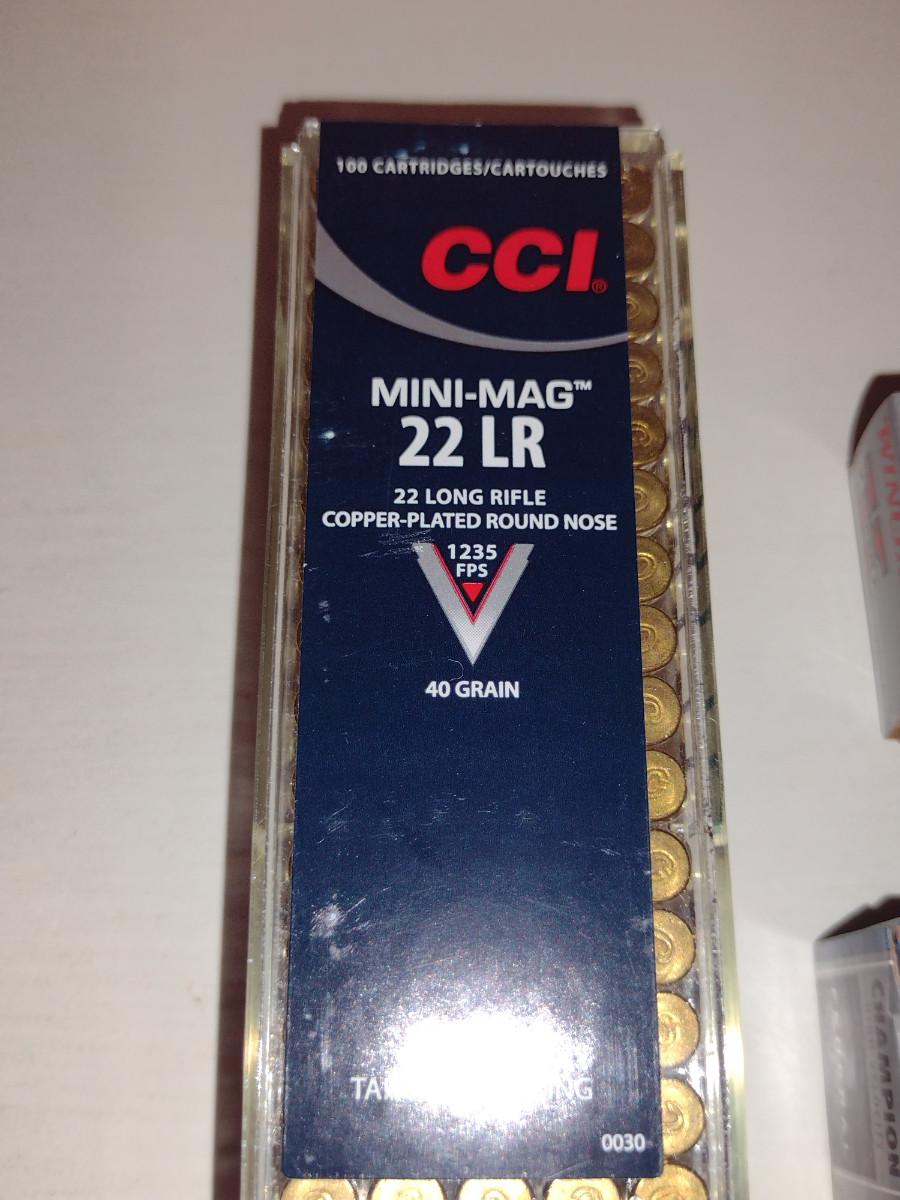 100 CARTRIDGES/CARTOUCHES
CCI®
MINI-MAG™
22 LR
22 LONG RIFLE
COPPER-PLATED ROUND NOSE
1235
FPS
40 GRAIN
0030
CHAMPION